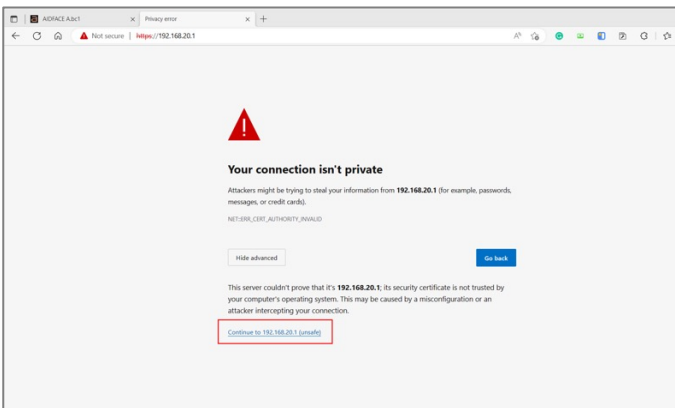 AIDFACE A.bc1
Privacy error
Not secure | https://192.168.20.1
Your connection isn't private
Attackers might be trying to steal your information from 192.168.20.1 (for example, passwords,
messages, or credit cards).
NET::ERR_CERT_AUTHORITY_INVALID
Hide advanced
Go back
This server couldn't prove that it's 192.168.20.1; its security certificate is not trusted by
your computer's operating system. This may be caused by a misconfiguration or an
attacker intercepting your connection.
Continue to 192.168.20.1 (unsafe)